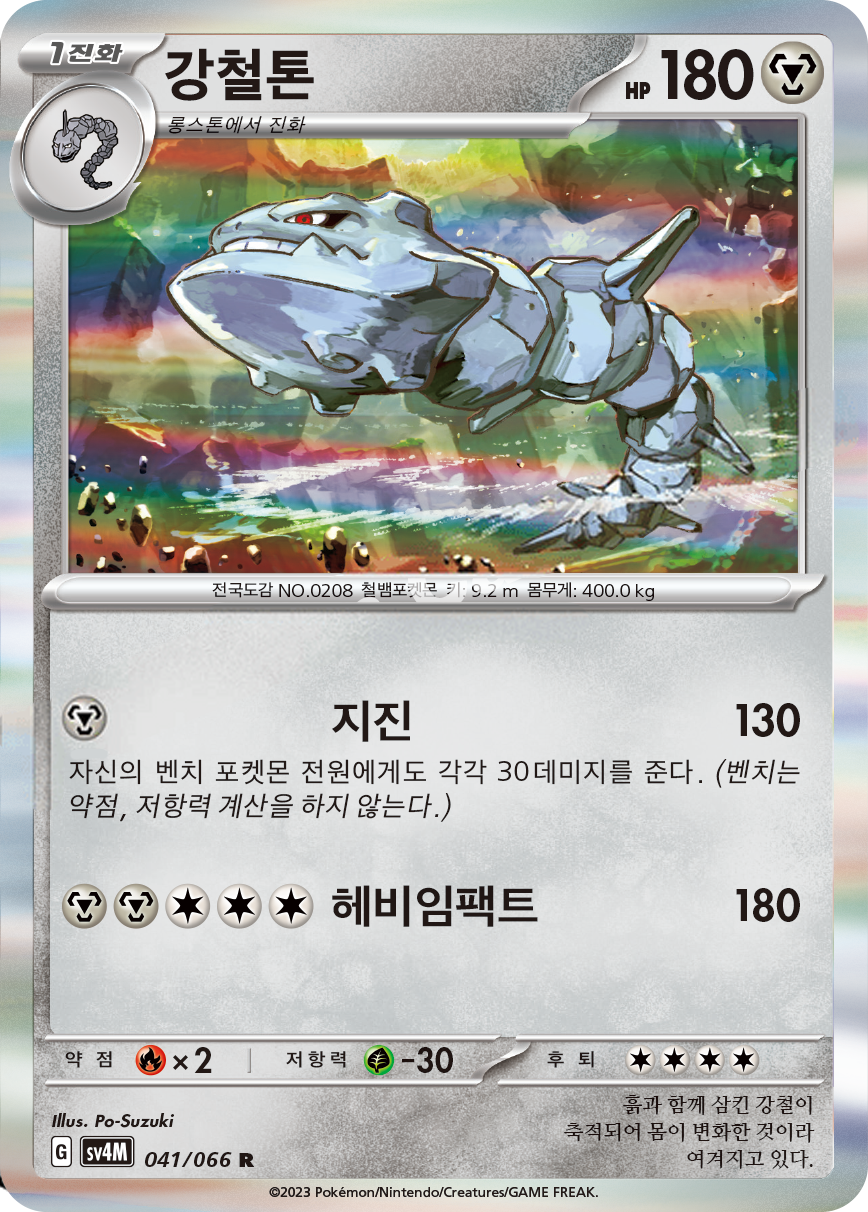 1진화
강철톤
HP 180
롱스톤에서 진화
전국도감 NO.0208 철뱀포켓몬 키: 9.2 m 몸무게: 400.0 kg
지진 130
자신의 벤치 포켓몬 전원에게도 각각 30데미지를 준다. (벤치는
약점, 저항력 계산을 하지 않는다.)
헤비임팩트 180
약점 ×2 저항력 -30 후퇴
Illus. Po-Suzuki
흙과 함께 삼킨 강철이
축적되어 몸이 변화한 것이라
여겨지고 있다.
G sv4M 041/066 R
©2023 Pokémon/Nintendo/Creatures/GAME FREAK.